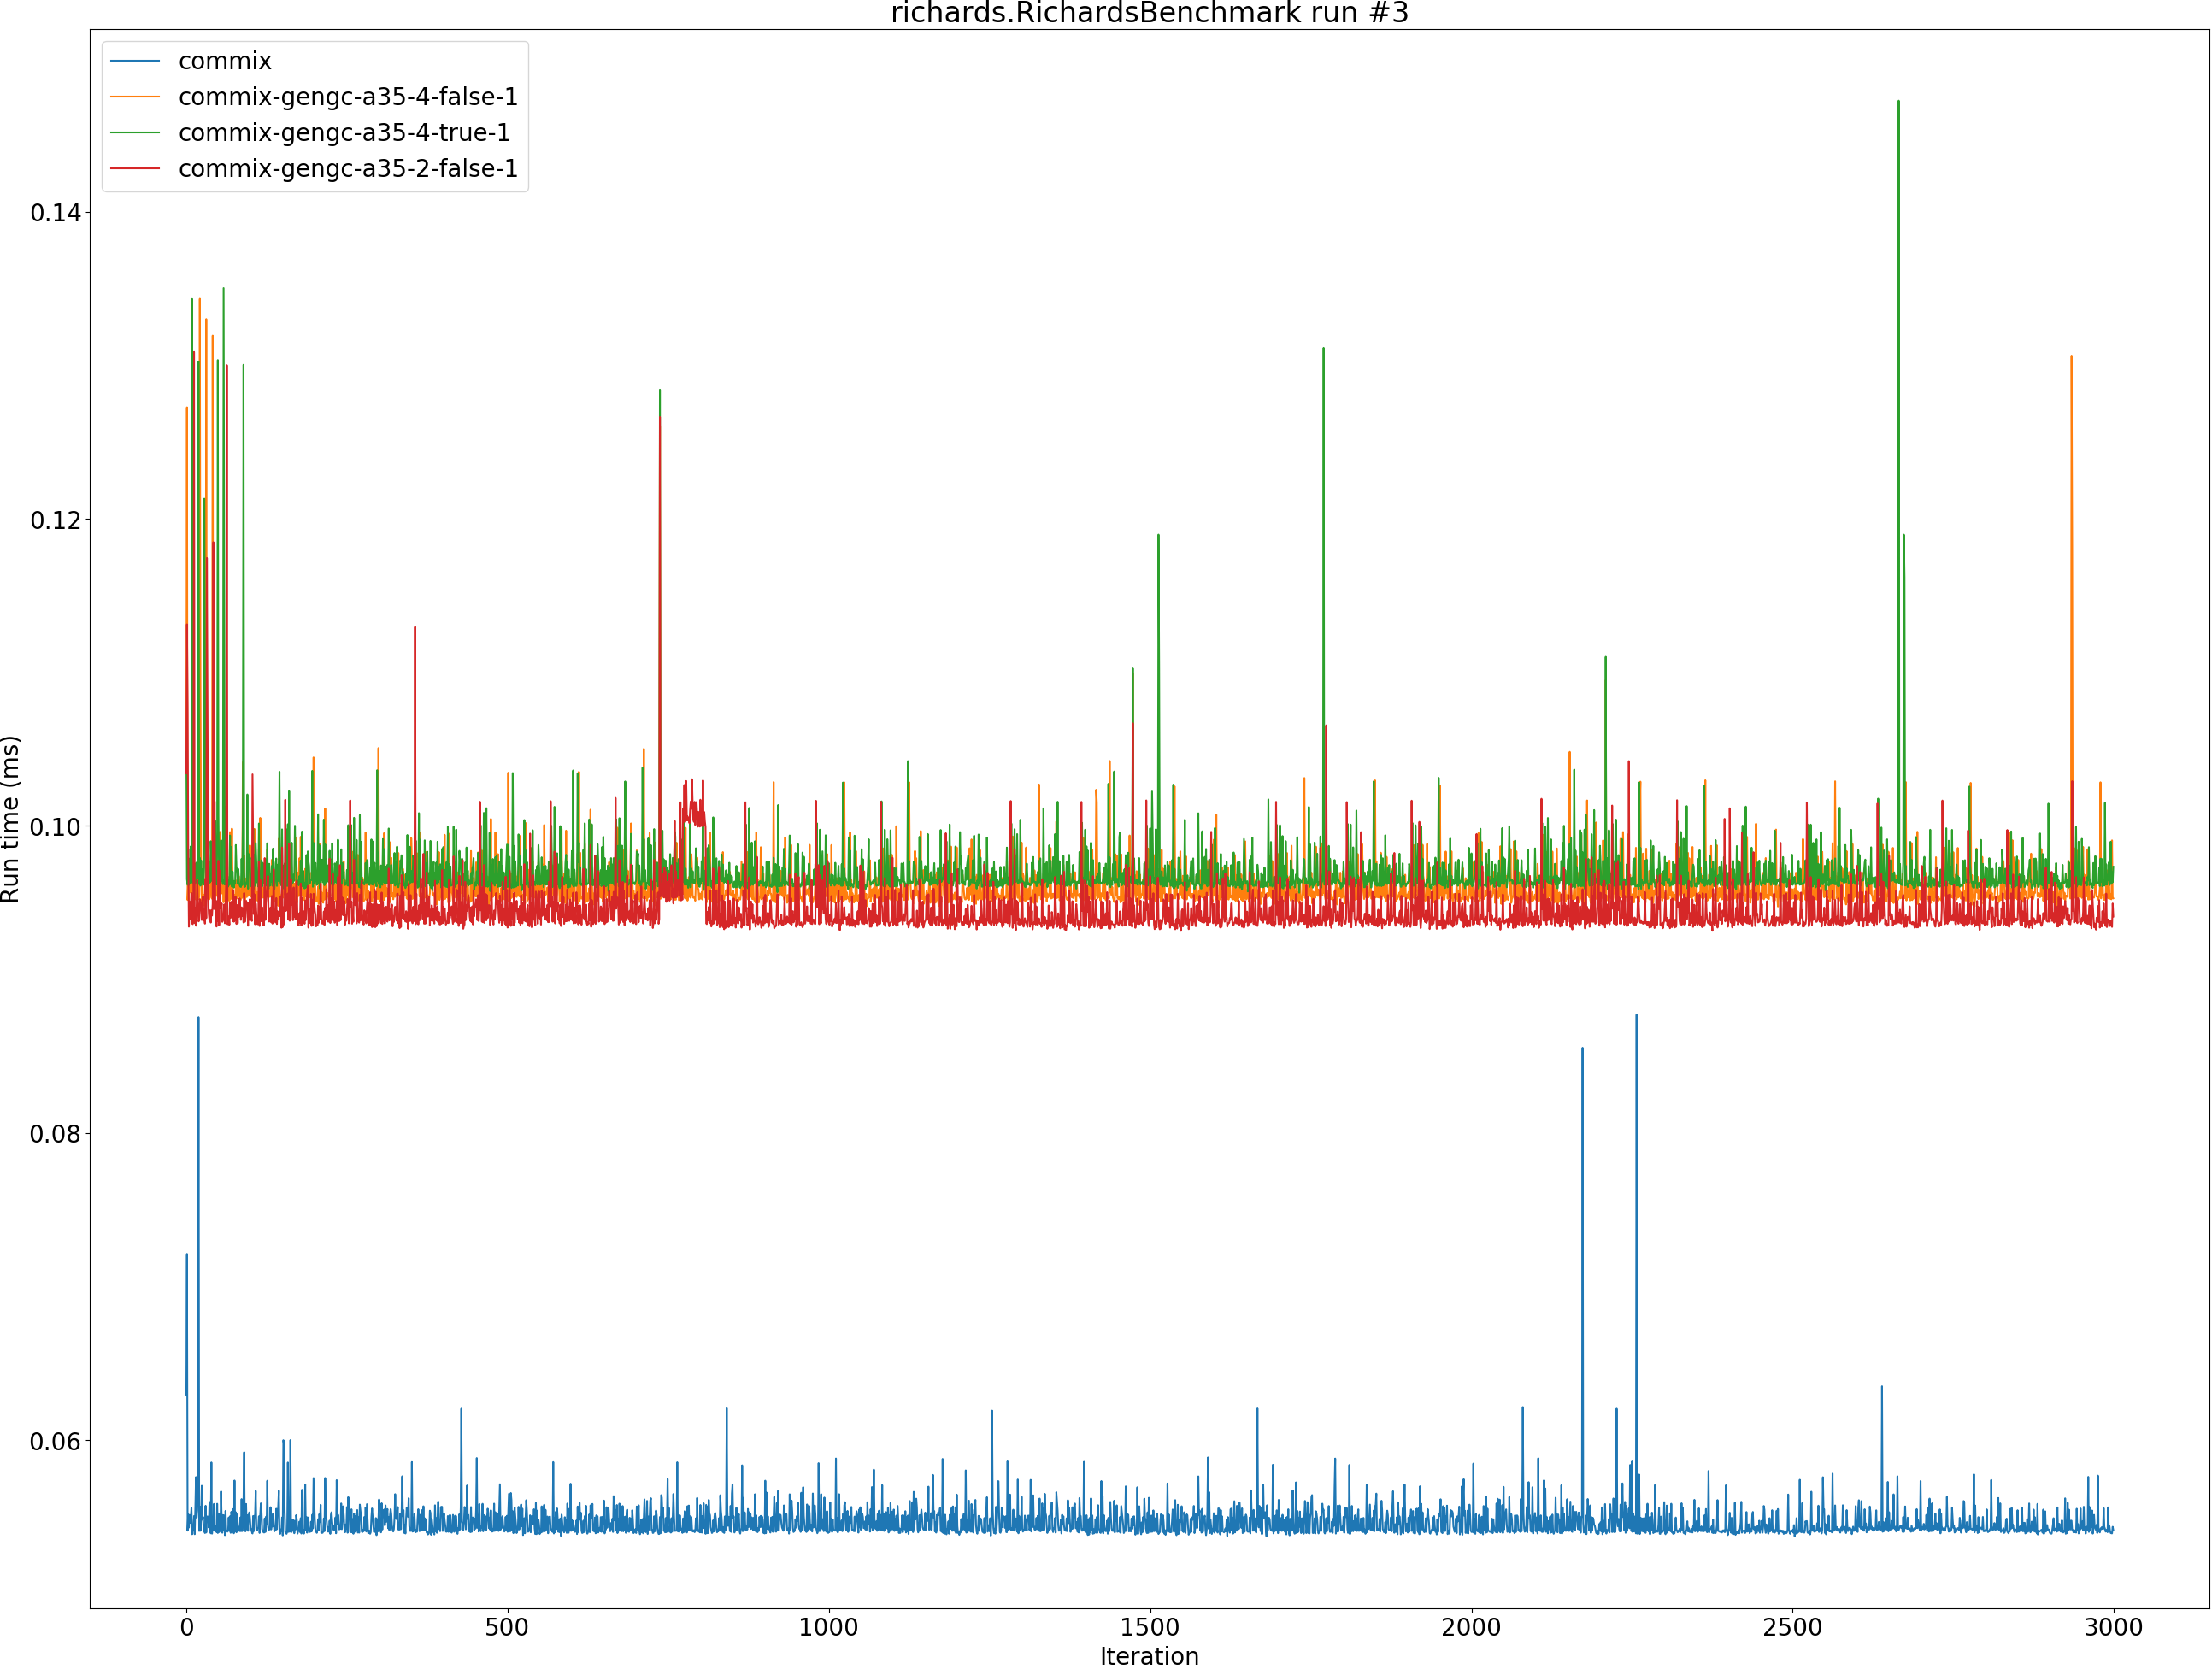 richards.RichardsBenchmark run #3
commix
commix-gengc-a35-4-false-1
commix-gengc-a35-4-true-1
commix-gengc-a35-2-false-1
Run time (ms)
0.14
0.12
0.10
0.08
0.06
0 500 1000 1500 2000 2500 3000
Iteration